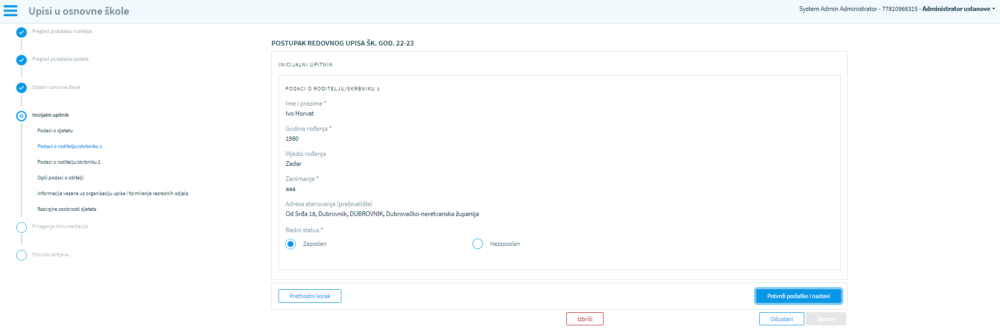 Upisi u osnovne škole
System Admin Administrator - 77810966315 - Administrator ustanove
Pregled podataka roditelja
Pregled podataka djeteta
Odabir osnovne škole
Inicijalni upitnik
Podaci o djetetu
Podaci o roditelju/skrbniku 1
Podaci o roditelju/skrbniku 2
Opći podaci o obitelji
Informacije vezane uz organizaciju upisa i formiranje razrednih odjela
Razvojne osobnosti djeteta
Prilaganje dokumentacije
Potvrda zahtjeva
POSTUPAK REDOVNOG UPISA ŠK. GOD. 22-23
INICIJALNI UPITNIK
PODACI O RODITELJU/SKRBNIKU 1
Ime i prezime *
Ivo Horvat
Godina rođenja *
1980
Mjesto rođenja
Zadar
Zanimanje *
aaa
Adresa stanovanja (prebivalište)
Od Srđa 18, Dubrovnik, DUBROVNIK, Dubrovačko-neretvanska županija
Radni status *
Zaposlen
Nezaposlen
Prethodni korak
Potvrdi podatke i nastavi
Izbriši
Odustani
Spremi